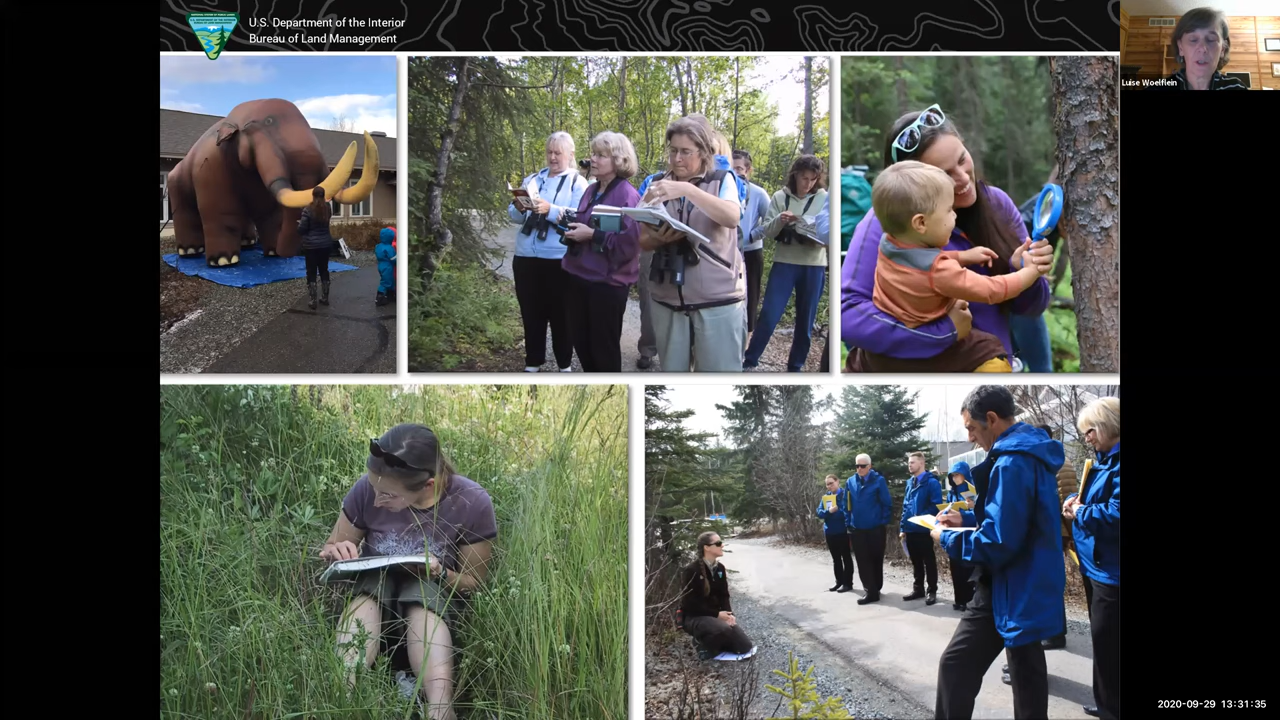 U.S. Department of the Interior
Bureau of Land Management
Luise Woelflein
2020-09-29 13:31:35